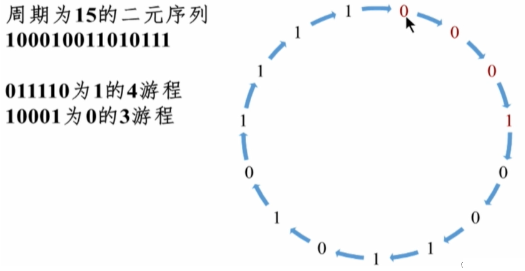 周期为15的二元序列
100010011010111
011110为1的4游程
10001为0的3游程
1 0 0 0 1 0 0 1 1 0 1 0 1 1 1